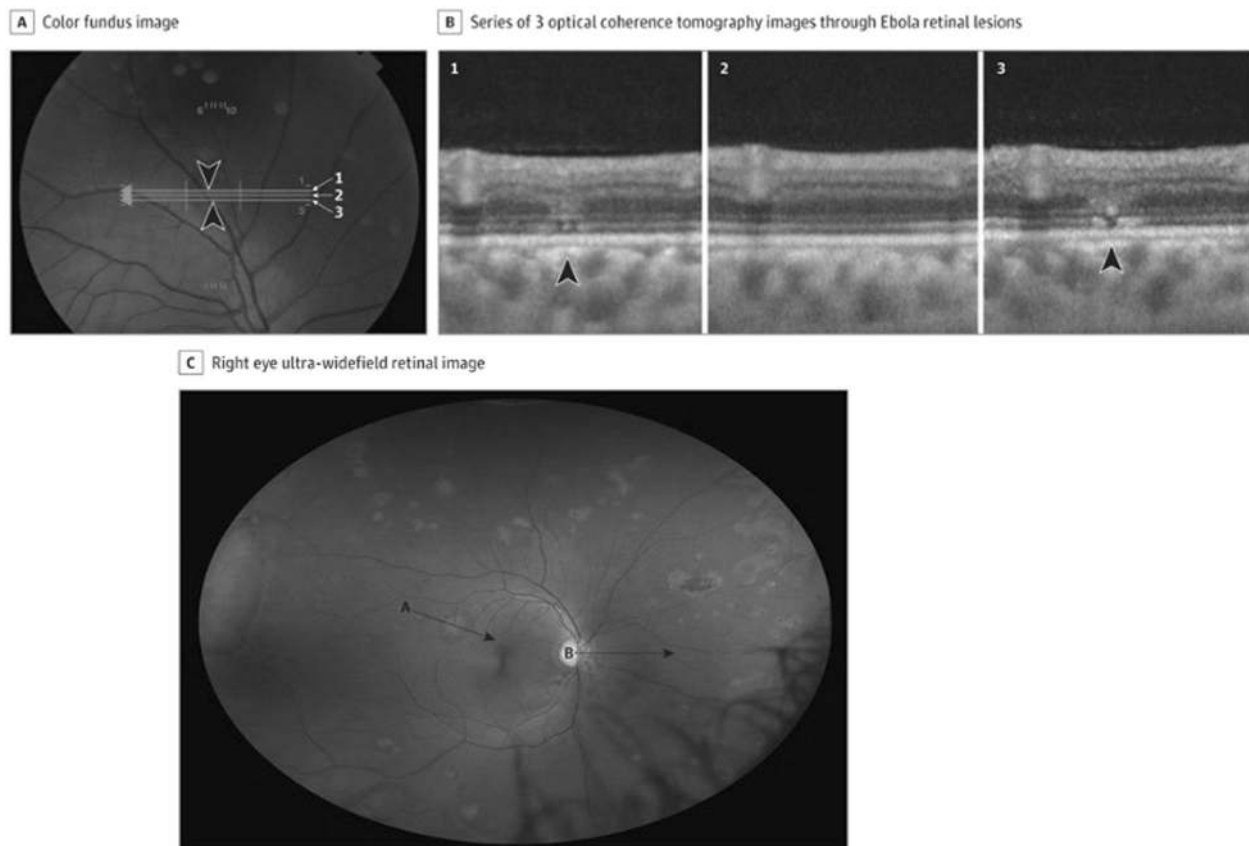 A Color fundus image
B Series of 3 optical coherence tomography images through Ebola retinal lesions
1
2
3
1
2
3
C Right eye ultra-widefield retinal image
A
B